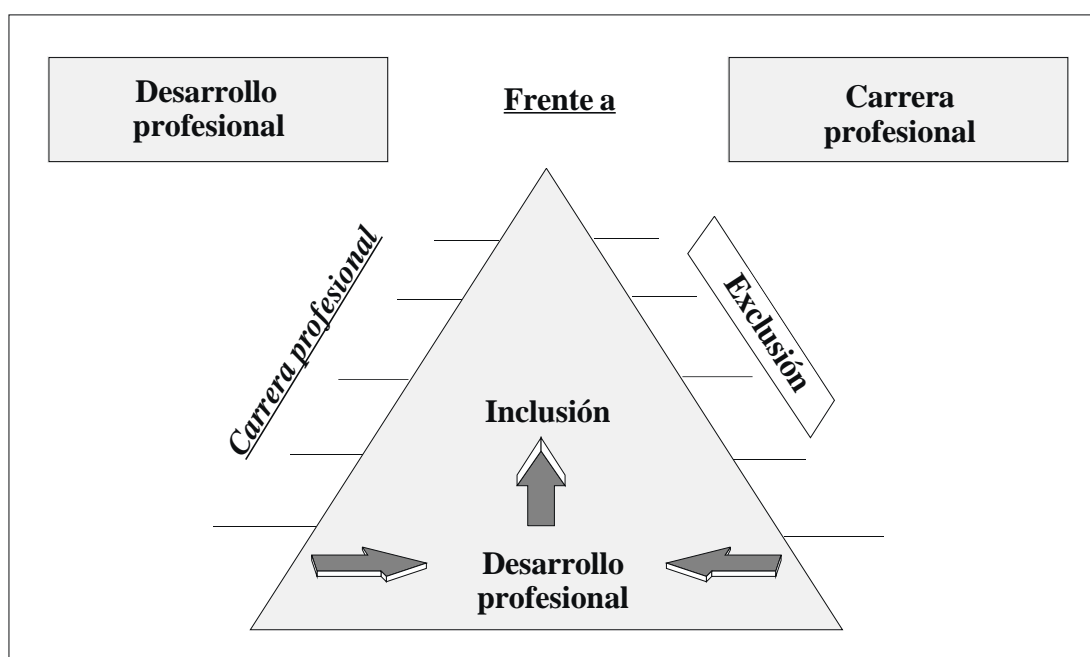 Desarrollo
profesional
Frente a
Carrera
profesional
Carrera profesional
Exclusión
Inclusión
Desarrollo
profesional